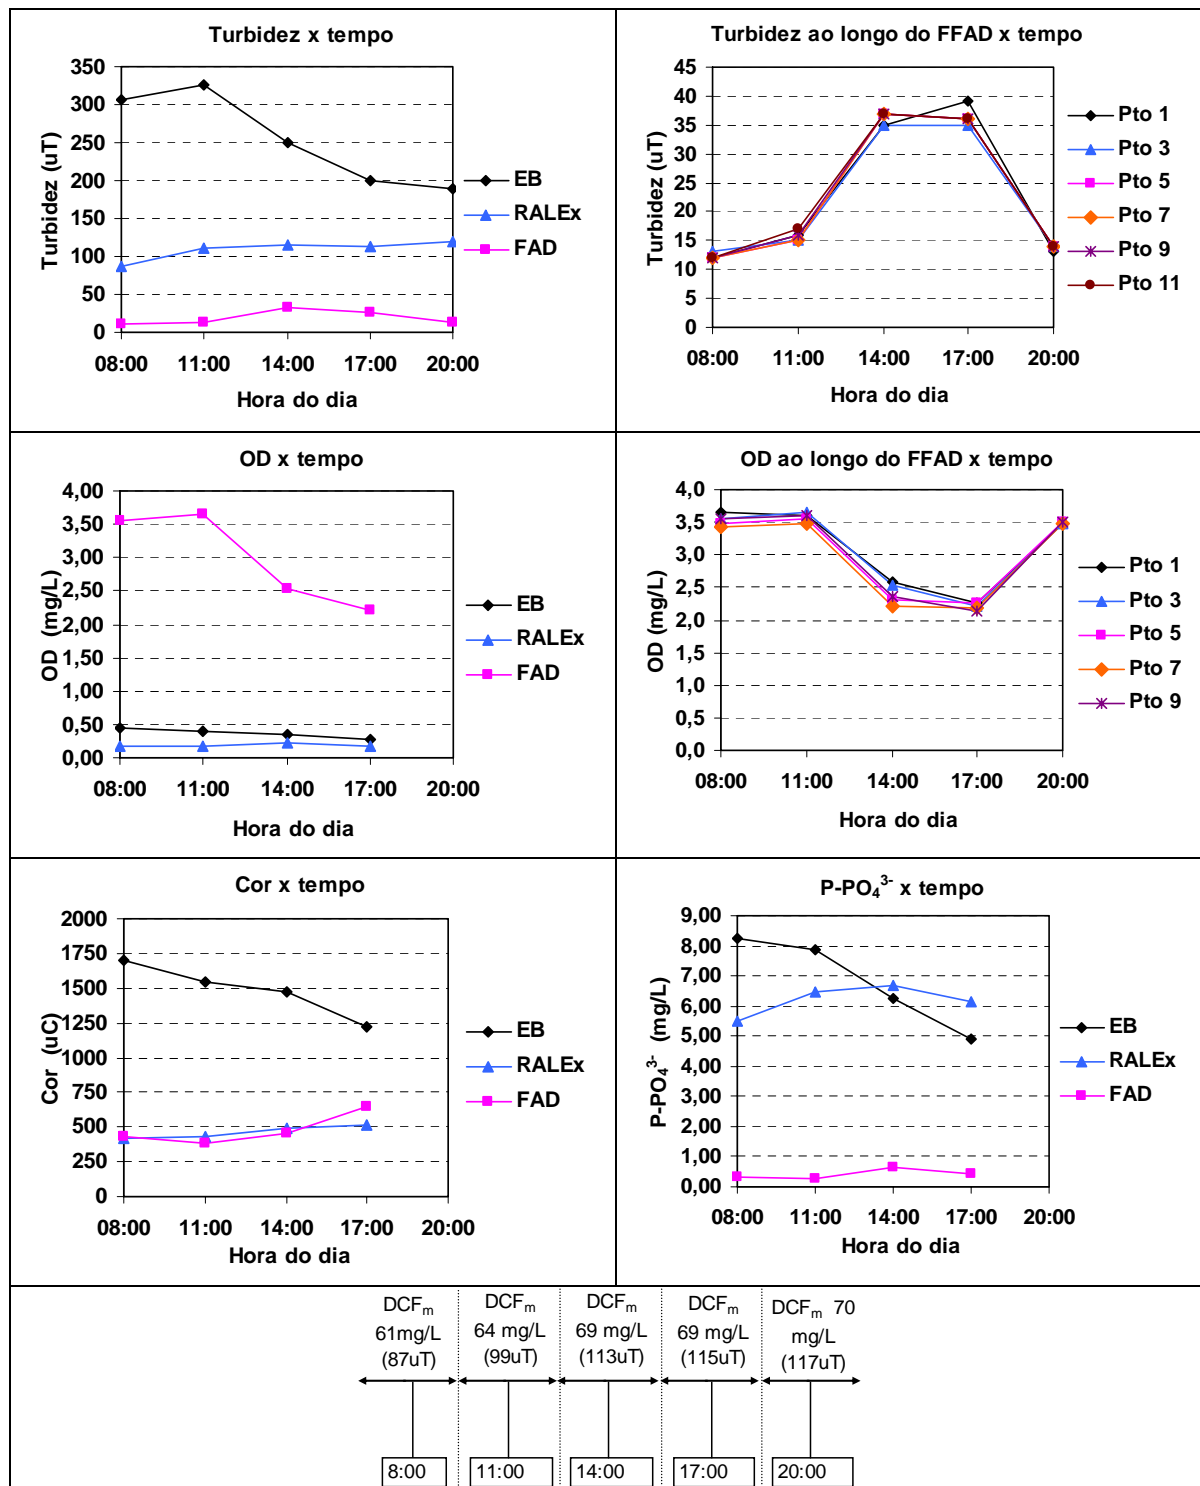 Turbidez x tempo
350
300
250
200
150
100
50
0
Turbidez (uT)
08:00 11:00 14:00 17:00 20:00
Hora do dia
EB
RALEx
FAD
Turbidez ao longo do FFAD x tempo
45
40
35
30
25
20
15
10
5
0
Turbidez (uT)
08:00 11:00 14:00 17:00 20:00
Hora do dia
Pto 1
Pto 3
Pto 5
Pto 7
Pto 9
Pto 11
OD x tempo
4,00
3,50
3,00
2,50
2,00
1,50
1,00
0,50
0,00
OD (mg/L)
08:00 11:00 14:00 17:00 20:00
Hora do dia
EB
RALEx
FAD
OD ao longo do FFAD x tempo
4,0
3,5
3,0
2,5
2,0
1,5
1,0
0,5
0,0
OD (mg/L)
08:00 11:00 14:00 17:00 20:00
Hora do dia
Pto 1
Pto 3
Pto 5
Pto 7
Pto 9
Cor x tempo
2000
1750
1500
1250
1000
750
500
250
0
Cor (uC)
08:00 11:00 14:00 17:00 20:00
Hora do dia
EB
RALEx
FAD
P-PO₄³⁻ x tempo
9,00
8,00
7,00
6,00
5,00
4,00
3,00
2,00
1,00
0,00
P-PO₄³⁻ (mg/L)
08:00 11:00 14:00 17:00 20:00
Hora do dia
EB
RALEx
FAD
DCFₘ
61mg/L
(87uT)
DCFₘ
64 mg/L
(99uT)
DCFₘ
69 mg/L
(113uT)
DCFₘ
69 mg/L
(115uT)
DCFₘ 70
mg/L
(117uT)
8:00
11:00
14:00
17:00
20:00